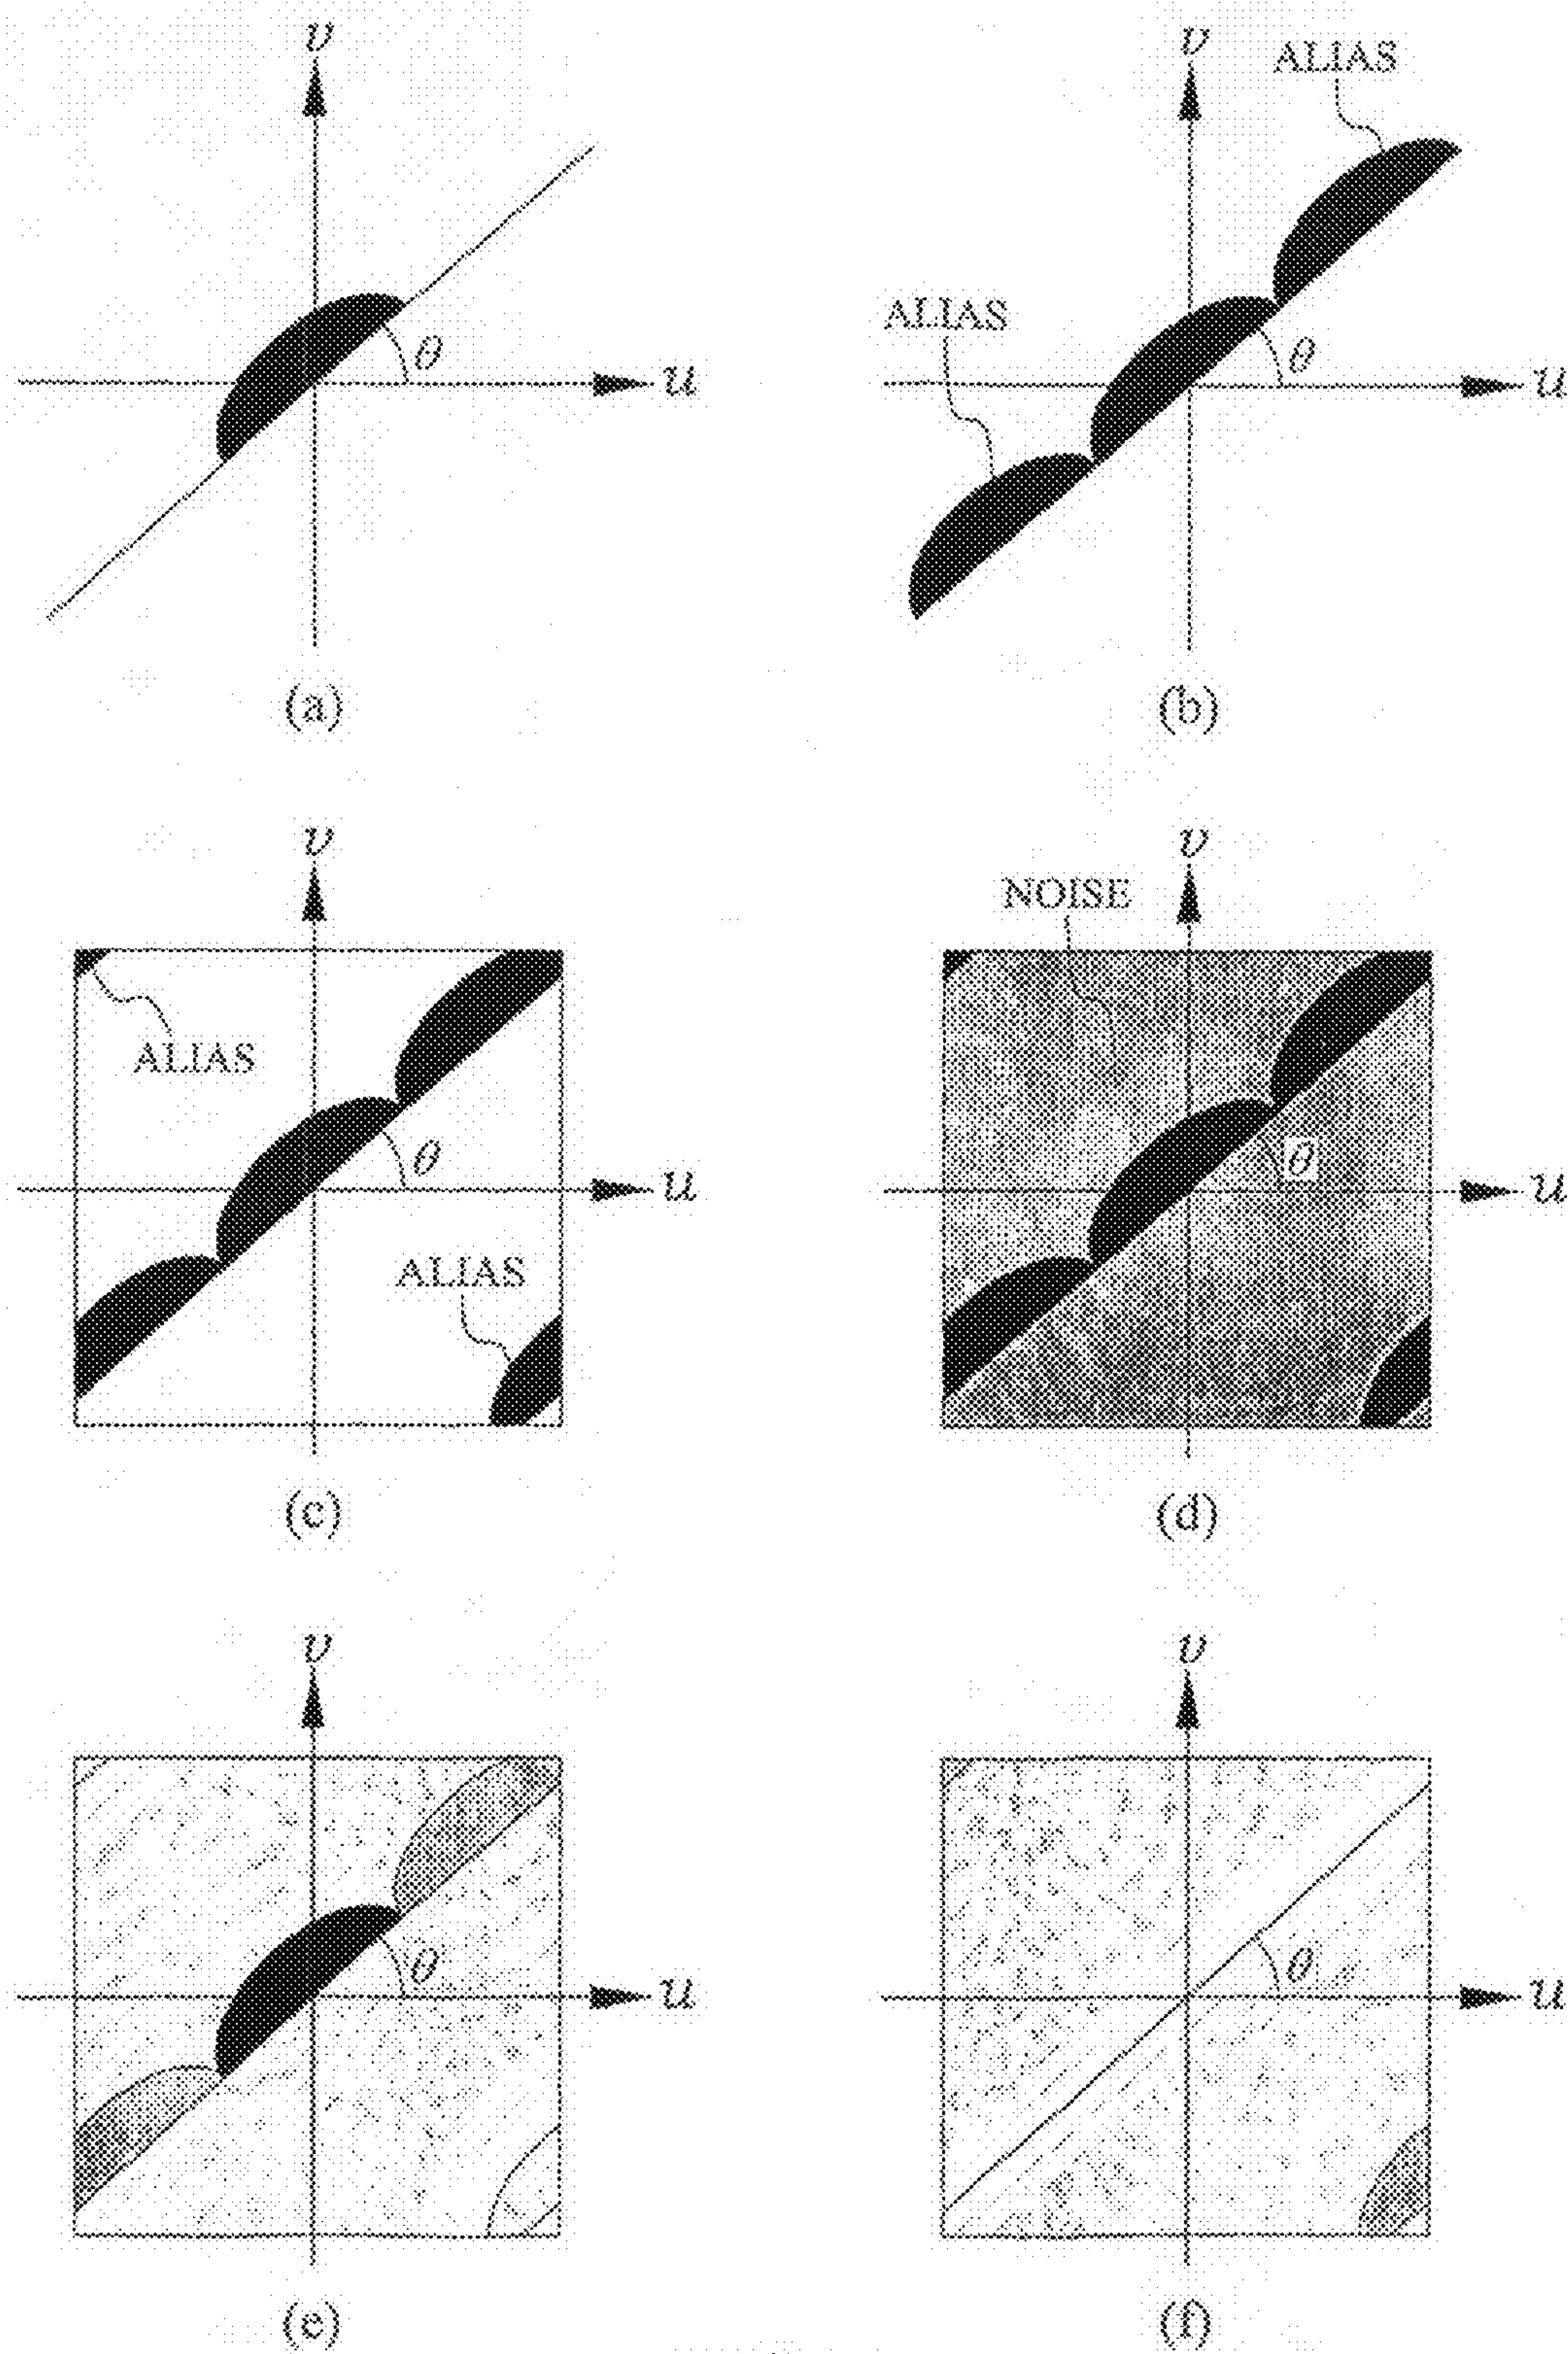 v
θ
u
(a)
v
ALIAS
ALIAS
θ
u
(b)
v
ALIAS
θ
u
ALIAS
(c)
v
NOISE
θ
u
(d)
v
θ
u
(e)
v
θ
u
(f)